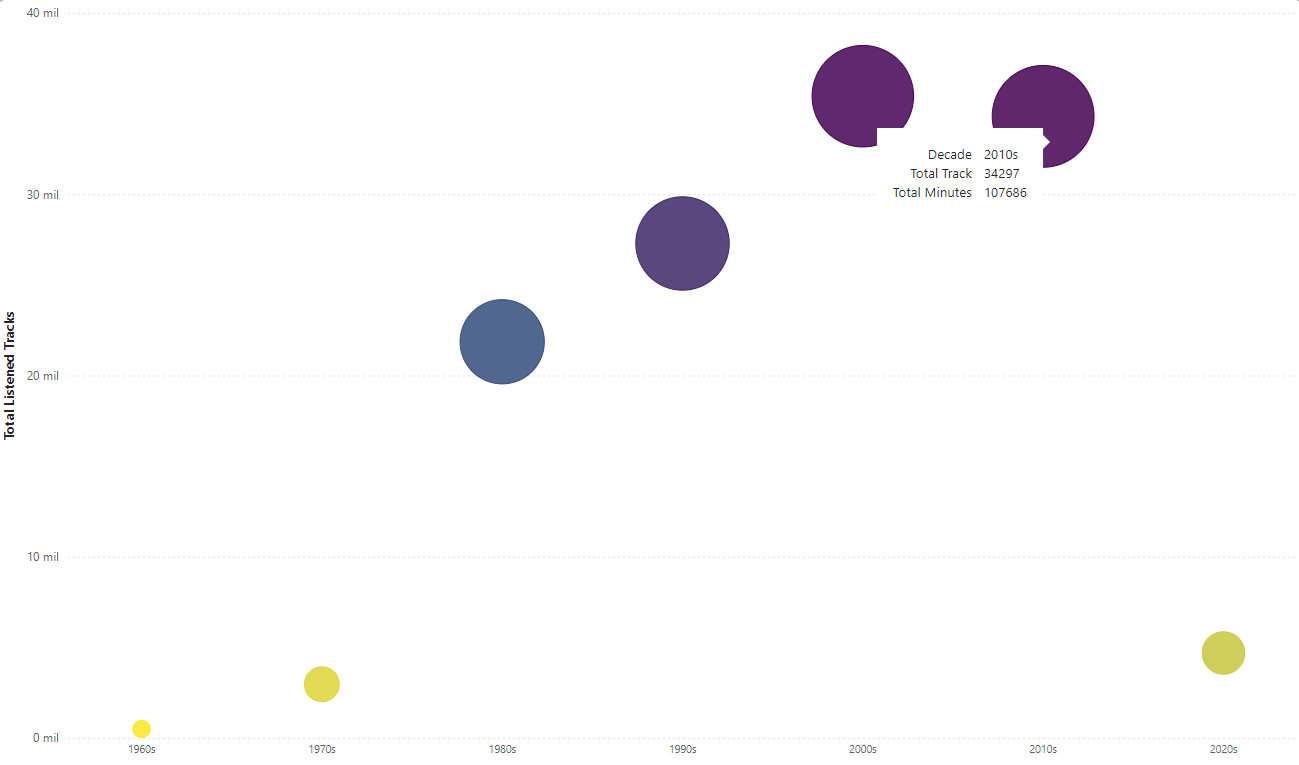 40 mil
Decade 2010s
Total Track 34297
Total Minutes 107686
30 mil
Total Listened Tracks
20 mil
10 mil
0 mil
1960s 1970s 1980s 1990s 2000s 2010s 2020s